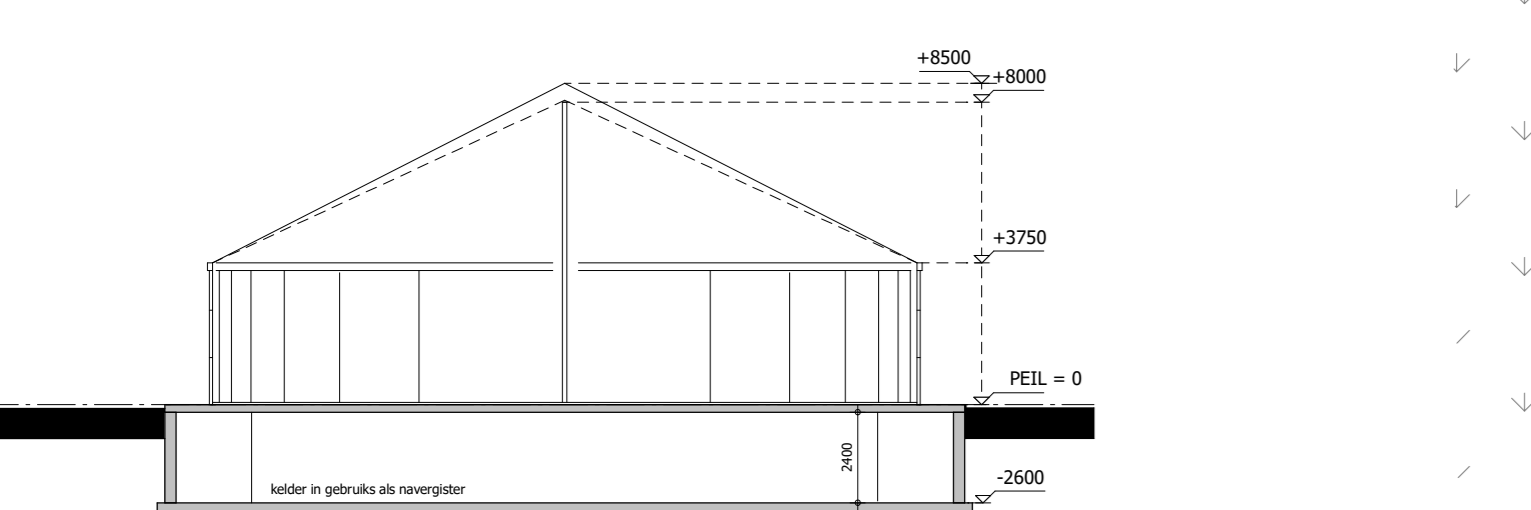 +8500
+8000
+3750
PEIL = 0
2400
-2600
kelder in gebruiks als navergister